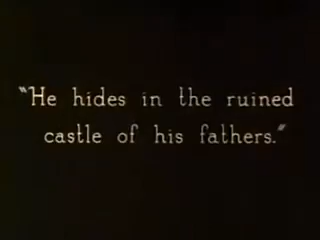 "He hides in the ruined
castle of his fathers."